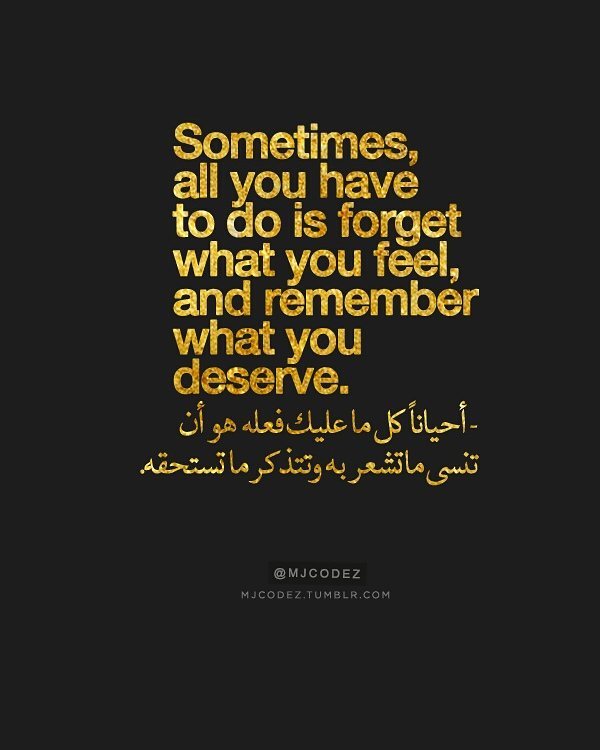 Sometimes,
all you have
to do is forget
what you feel,
and remember
what you
deserve.
- أحياناً كل ما عليك فعله هو أن
تنسى ماتشعر به وتتذكر ما تستحقه.
@MJCODEZ
MJCODEZ.TUMBLR.COM